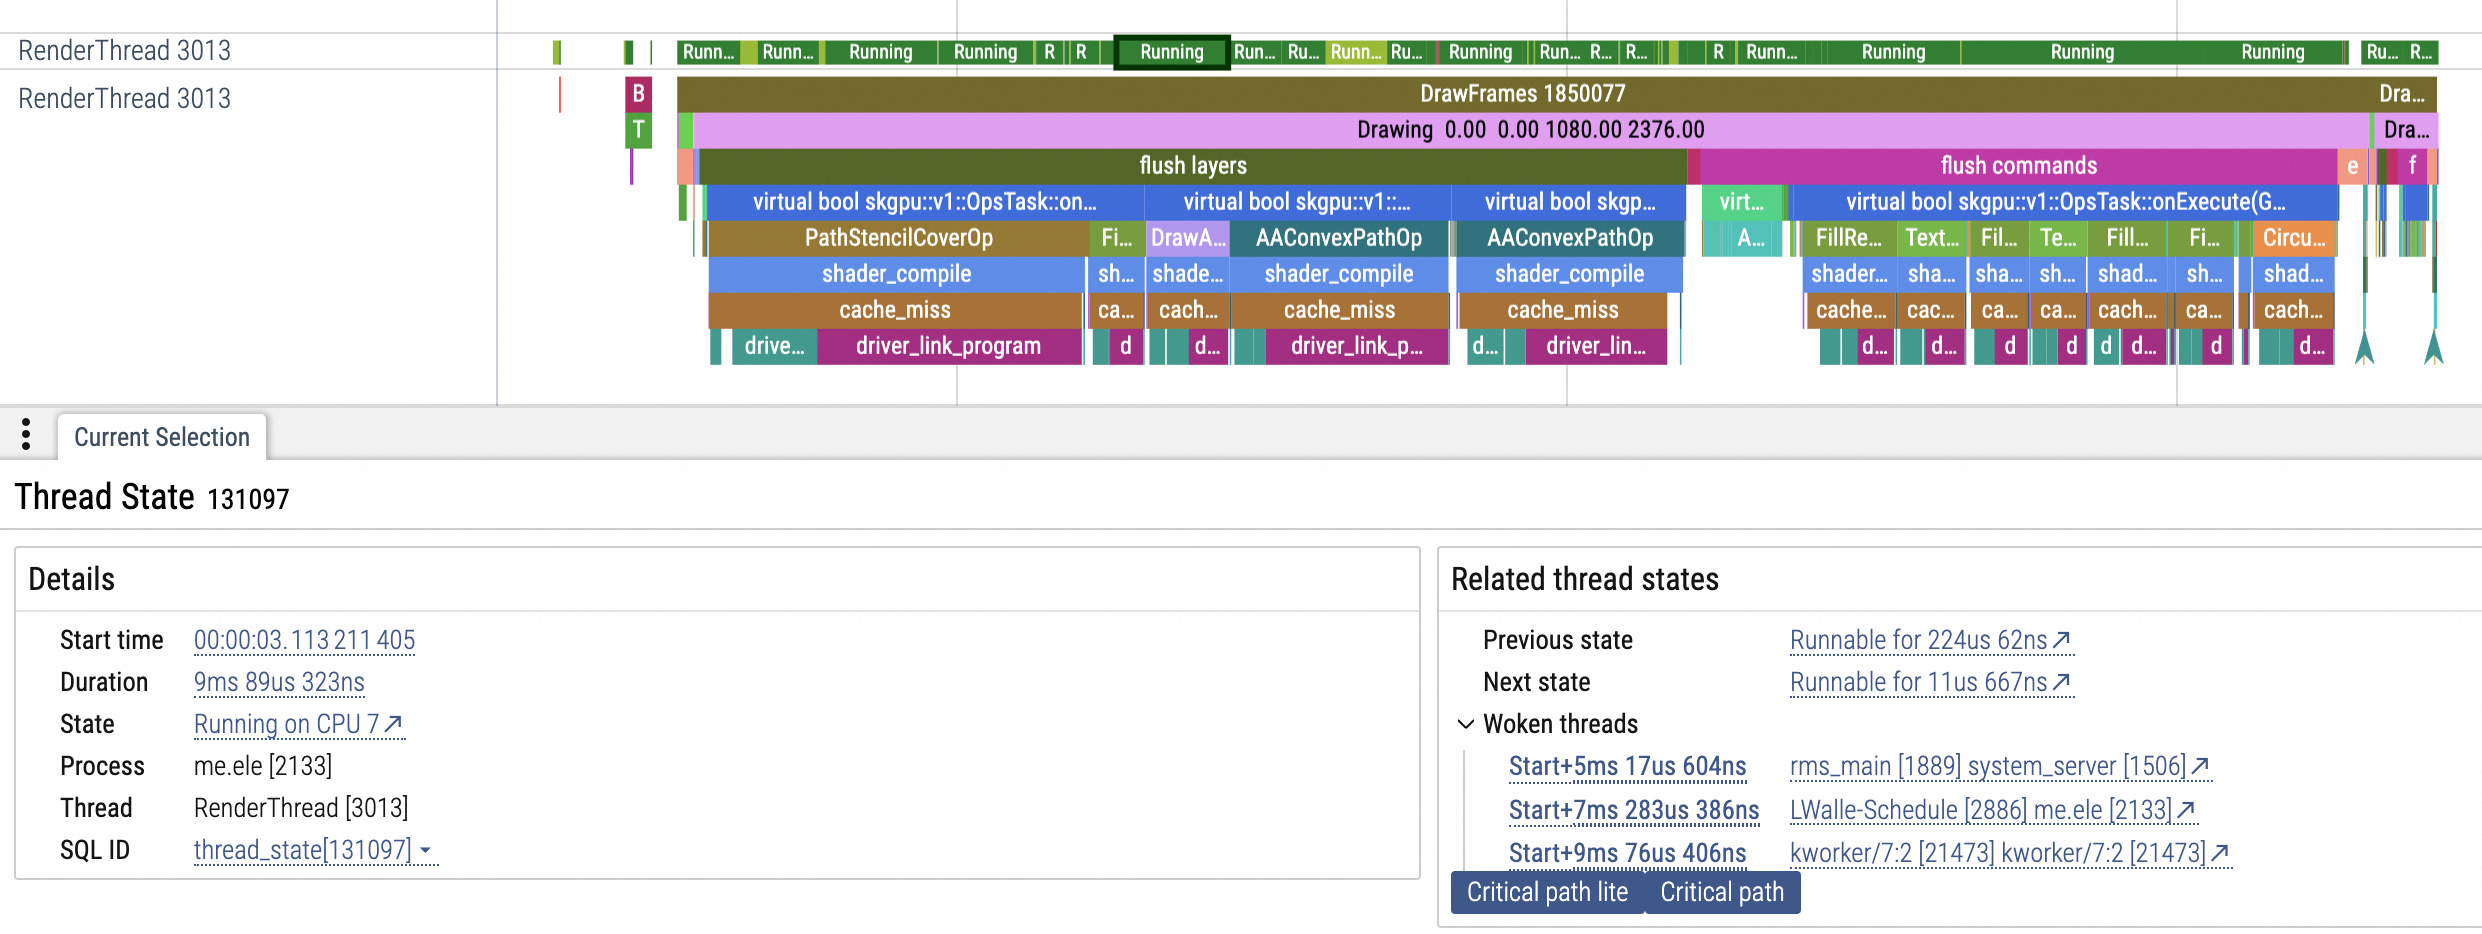 RenderThread 3013
Runn... Runn... Running Running R R Running Run... Ru... Runn... Ru... Running Run... R... R... R Runn... Running Running Running Ru... R...
RenderThread 3013
B DrawFrames 1850077 Dra...
T Drawing 0.00 0.00 1080.00 2376.00 Dra...
flush layers flush commands e f
virtual bool skgpu::v1::OpsTask::on... virtual bool skgpu::v1::... virtual bool skgp... virt... virtual bool skgpu::v1::OpsTask::onExecute(G...
PathStencilCoverOp Fi... DrawA... AAConvexPathOp AAConvexPathOp A... FillRe... Text... Fil... Te... Fill... Fi... Circu...
shader_compile sh... shade... shader_compile shader_compile shader... sha... sha... sh... shad... sh... shad...
cache_miss ca... cach... cache_miss cache_miss cache... cac... ca... ca... cach... ca... cach...
drive... driver_link_program d d... driver_link_p... d... driver_lin... d... d... d d d d... d d...
Current Selection
Thread State 131097
Details
Start time 00:00:03.113 211 405
Duration 9ms 89us 323ns
State Running on CPU 7
Process me.ele [2133]
Thread RenderThread [3013]
SQL ID thread_state[131097]
Related thread states
Previous state Runnable for 224us 62ns
Next state Runnable for 11us 667ns
Woken threads
Start+5ms 17us 604ns rms_main [1889] system_server [1506]
Start+7ms 283us 386ns LWalle-Schedule [2886] me.ele [2133]
Start+9ms 76us 406ns kworker/7:2 [21473] kworker/7:2 [21473]
Critical path lite Critical path